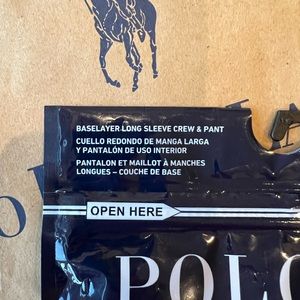 BASELAYER LONG SLEEVE CREW & PANT
CUELLO REDONDO DE MANGA LARGA
Y PANTALÓN DE USO INTERIOR
PANTALON ET MAILLOT À MANCHES
LONGUES – COUCHE DE BASE
OPEN HERE
POLO